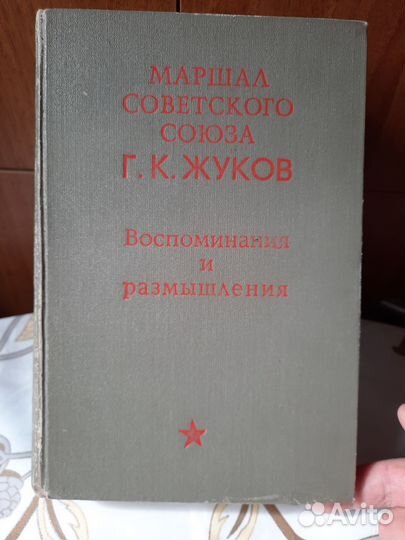 МАРШАЛ
СОВЕТСКОГО
СОЮЗА
Г. К. ЖУКОВ
Воспоминания
и
размышления
Avito